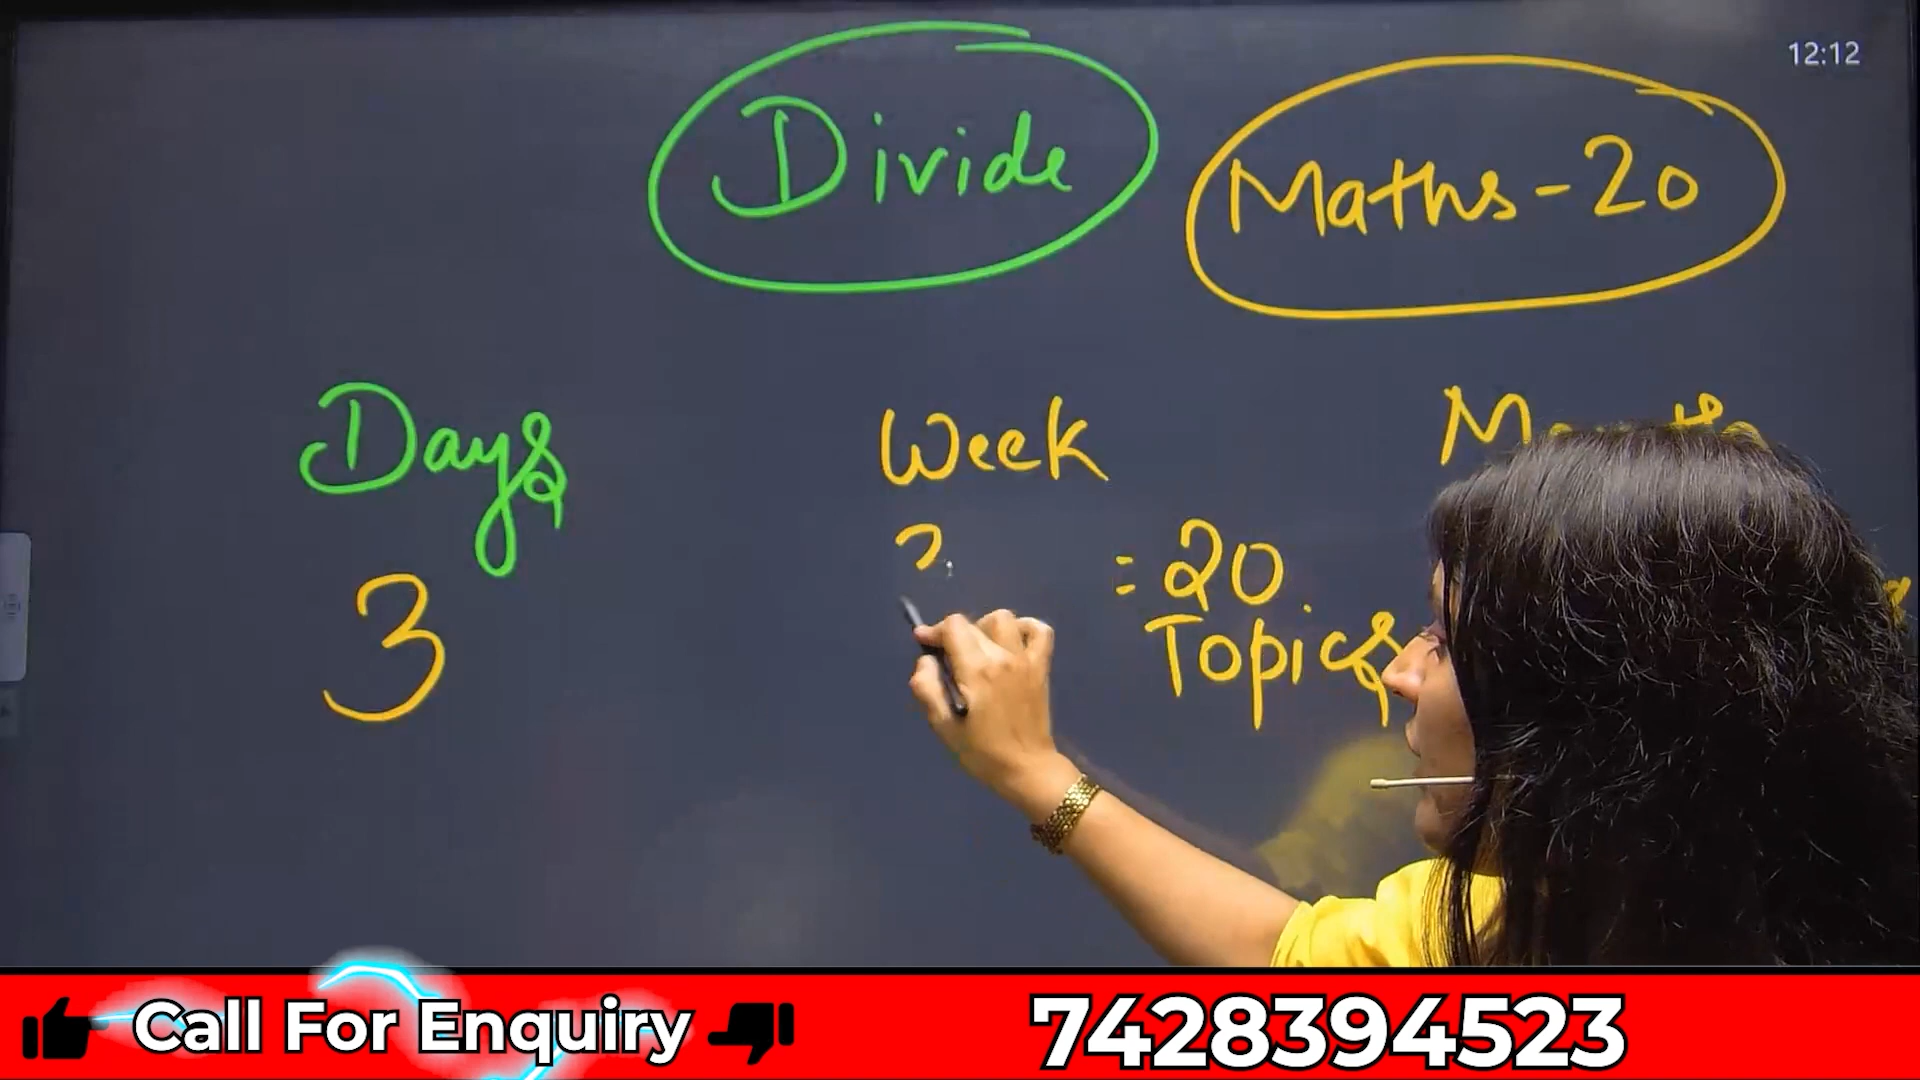 12:12
Divide
Maths-20
Days
Week
3
= 20
Topics
Call For Enquiry
7428394523